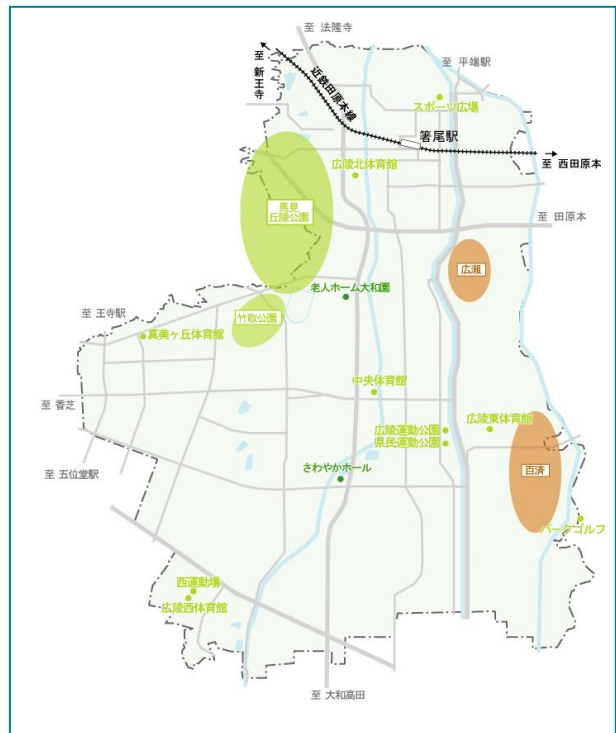 至 法隆寺
至 新王寺
近鉄田原本線
至 平端駅
スポーツ広場
箸尾駅
至 西田原本
広陵北体育館
馬見
丘陵公園
至 田原本
広瀬
老人ホーム大和園
竹取公園
至 王寺駅
真美ヶ丘体育館
中央体育館
至 香芝
広陵運動公園
県民運動公園
広陵東体育館
さわやかホール
至 五位堂駅
百済
パークゴルフ
西運動場
広陵西体育館
至 大和高田